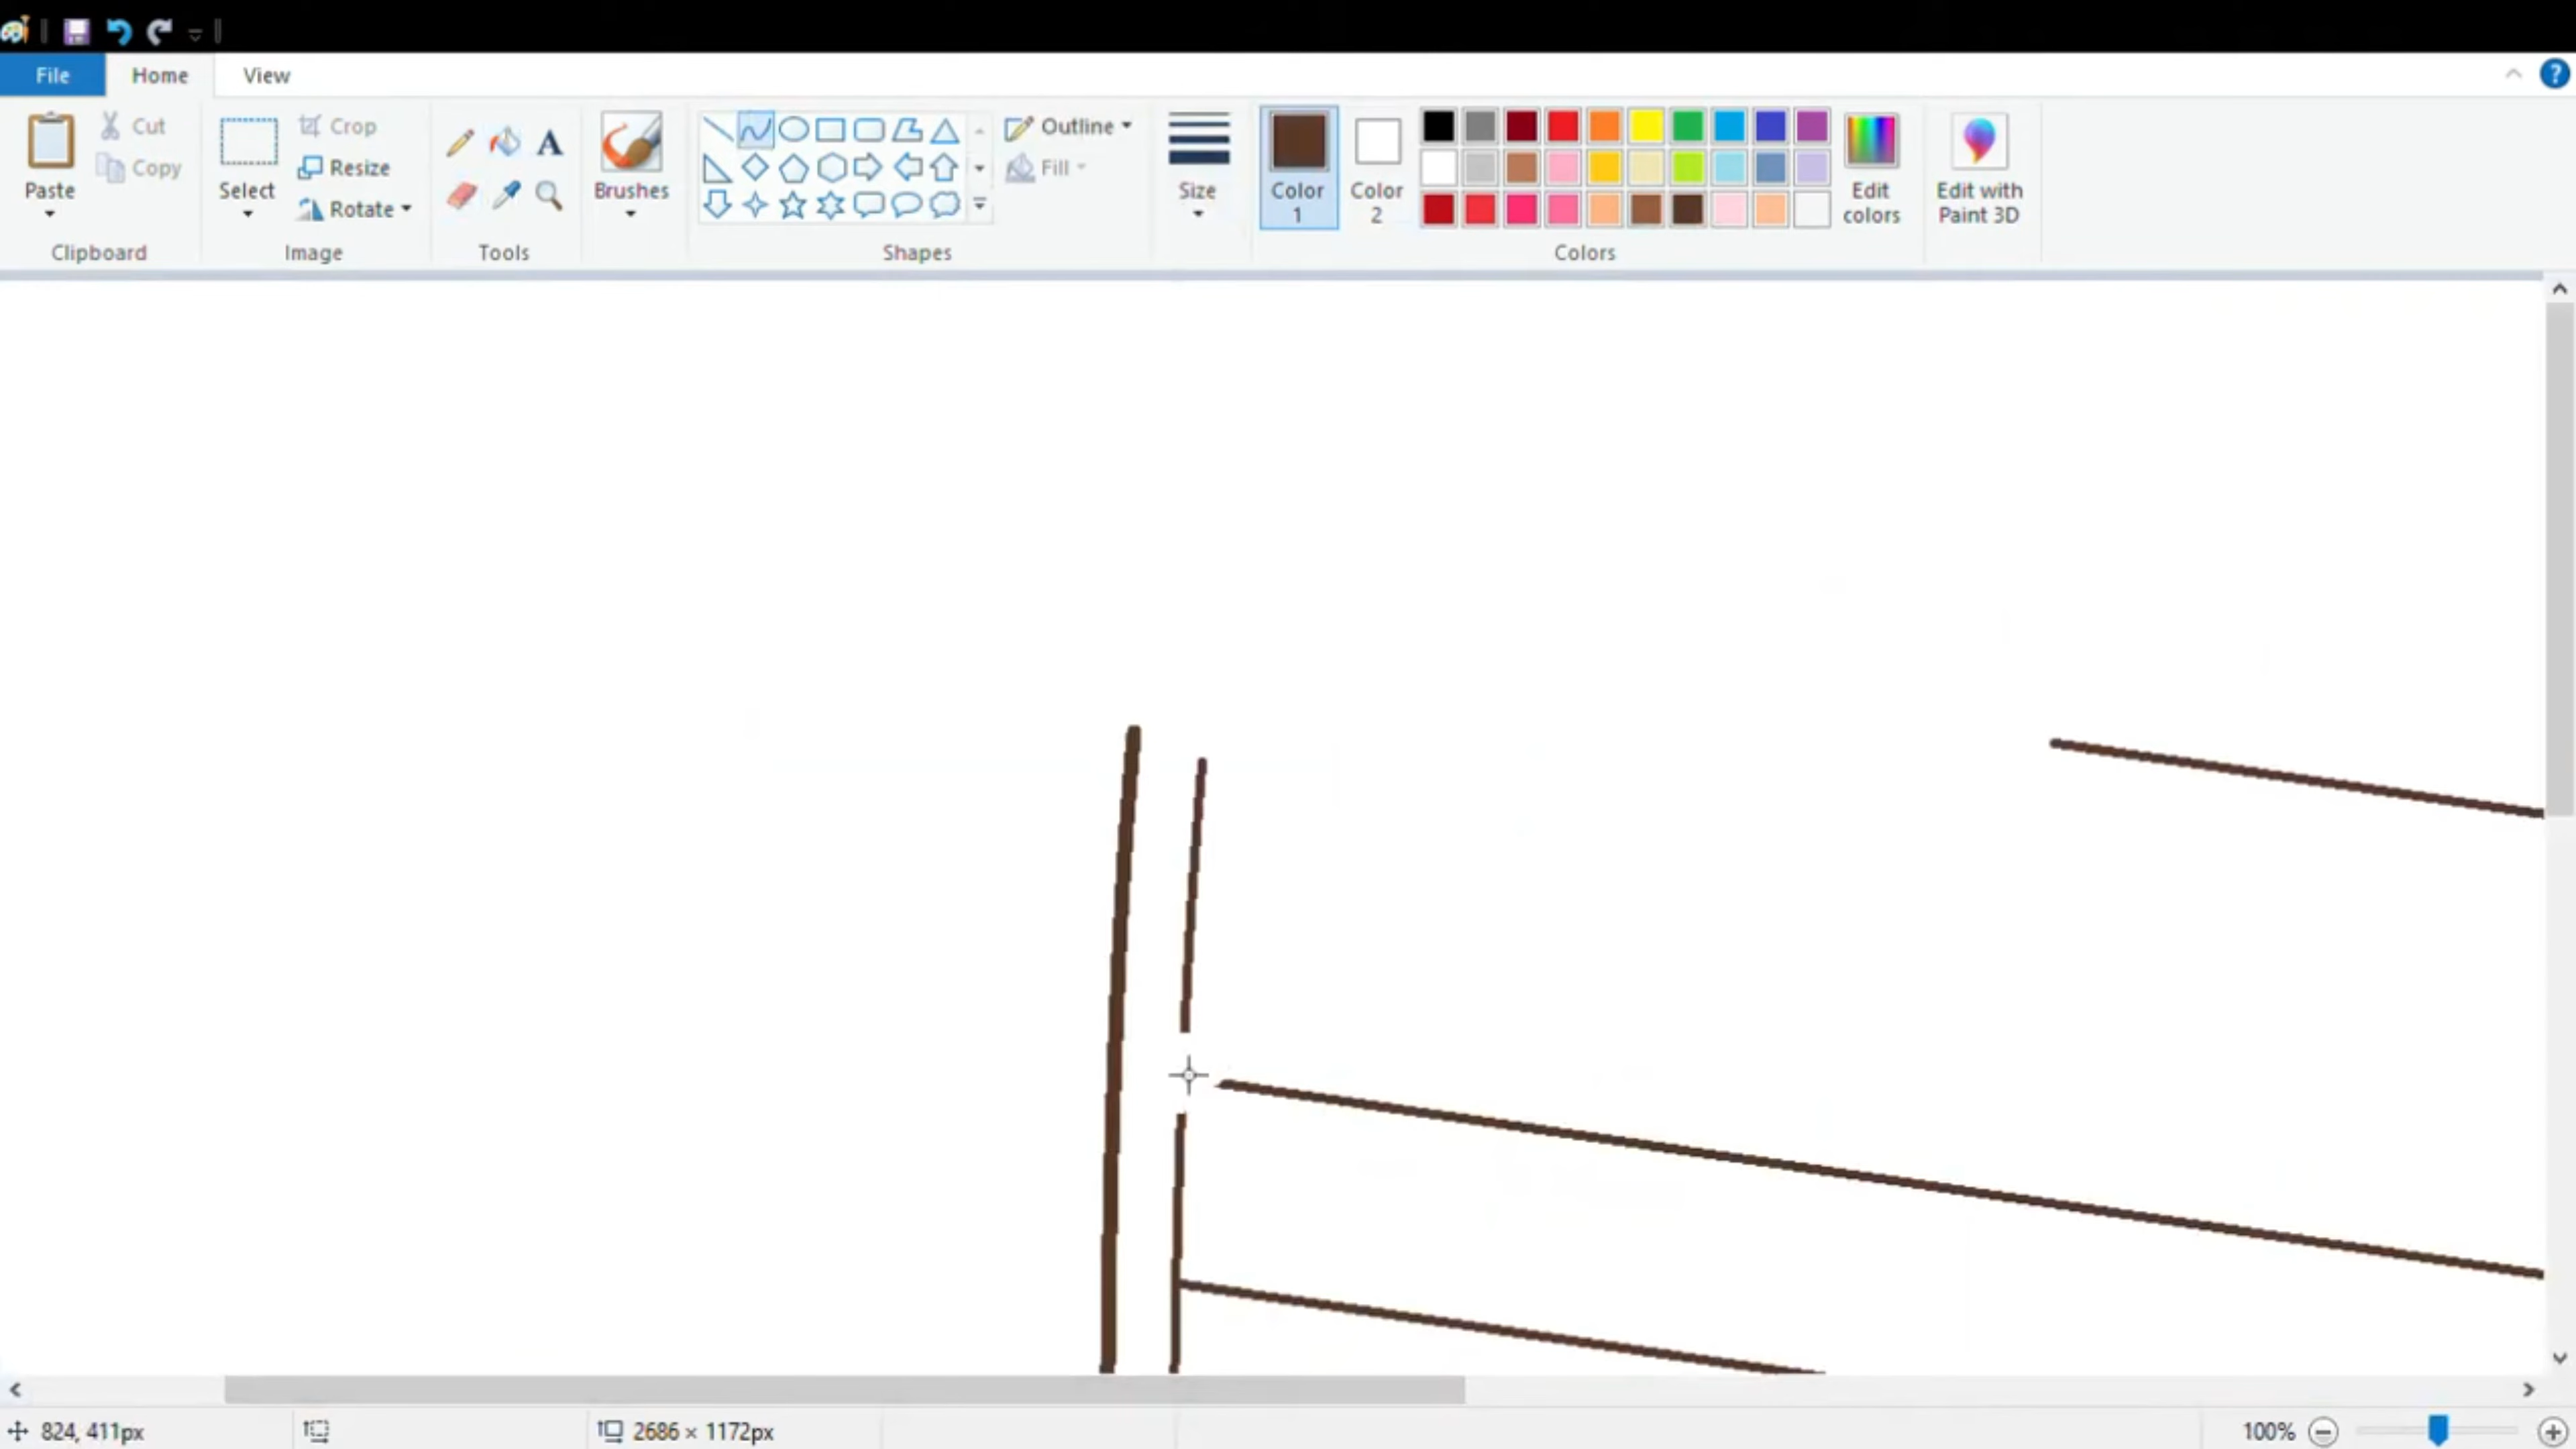 File Home View
Paste Cut Copy
Clipboard
Select Crop Resize Rotate
Image
A
Tools
Brushes
Shapes
Outline
Fill
Size
Color 1
Color 2
Edit colors
Colors
Edit with Paint 3D
?
824, 411px
2686 × 1172px
100%